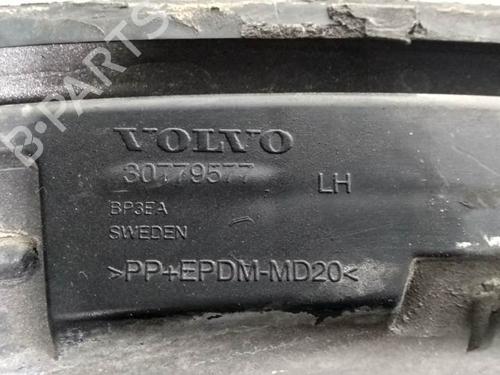 B-PARTS
VOLVO
30779577 LH
BP3EA
SWEDEN
>PP+EPDM-MD20<